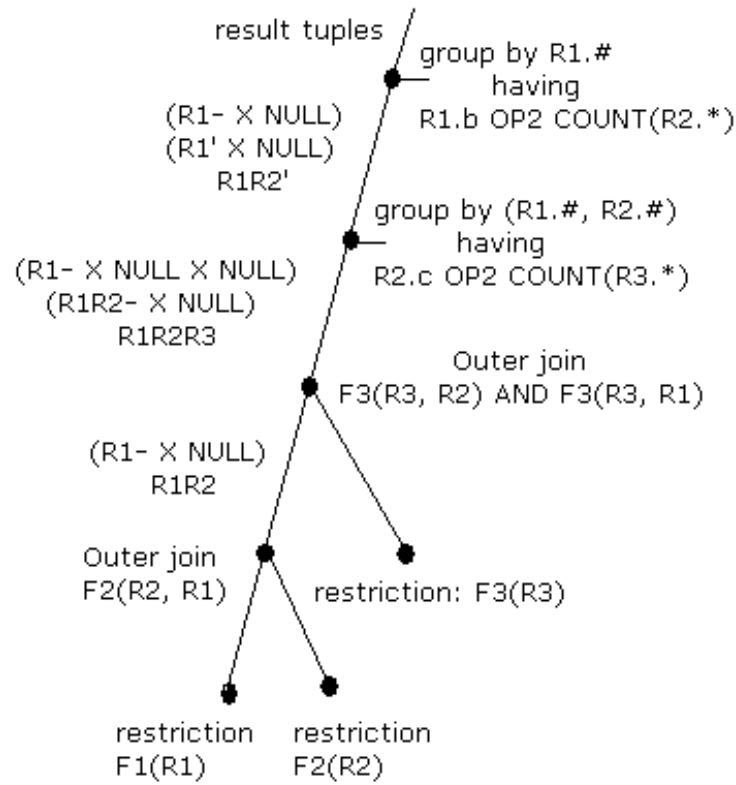 result tuples
group by R1.#
having
R1.b OP2 COUNT(R2.*)
(R1- X NULL)
(R1' X NULL)
R1R2'
group by (R1.#, R2.#)
having
R2.c OP2 COUNT(R3.*)
(R1- X NULL X NULL)
(R1R2- X NULL)
R1R2R3
Outer join
F3(R3, R2) AND F3(R3, R1)
(R1- X NULL)
R1R2
Outer join
F2(R2, R1)
restriction: F3(R3)
restriction
F1(R1)
restriction
F2(R2)